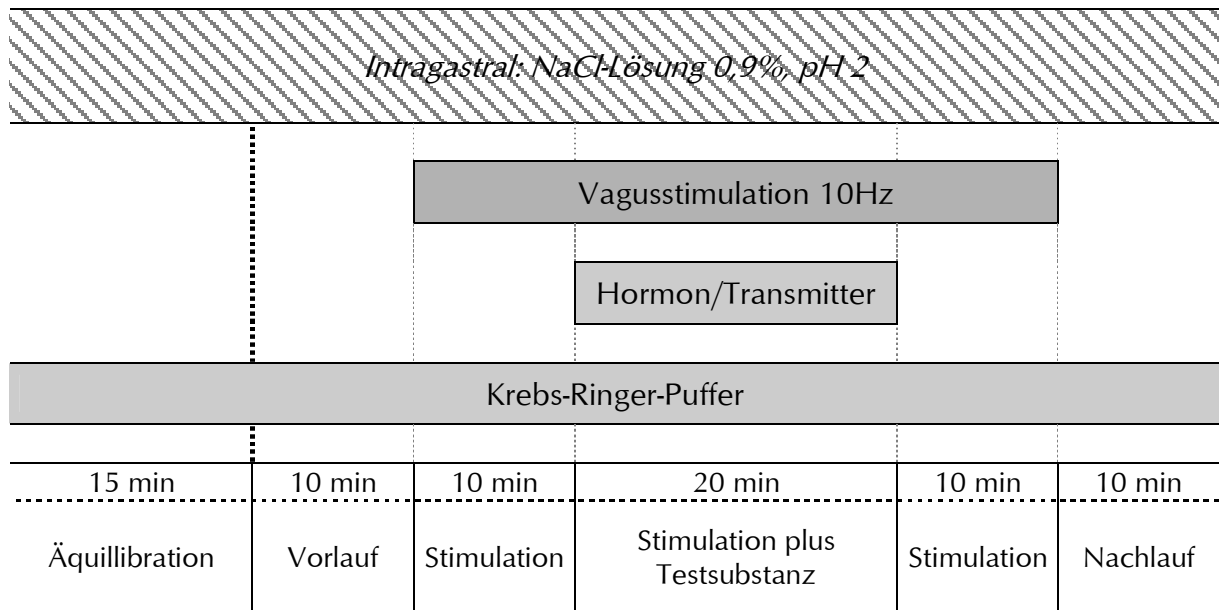 Intragastral: NaCl-Lösung 0,9%, pH 2
Vagusstimulation 10Hz
Hormon/Transmitter
Krebs-Ringer-Puffer
15 min
10 min
10 min
20 min
10 min
10 min
Äquillibration
Vorlauf
Stimulation
Stimulation plus
Testsubstanz
Stimulation
Nachlauf